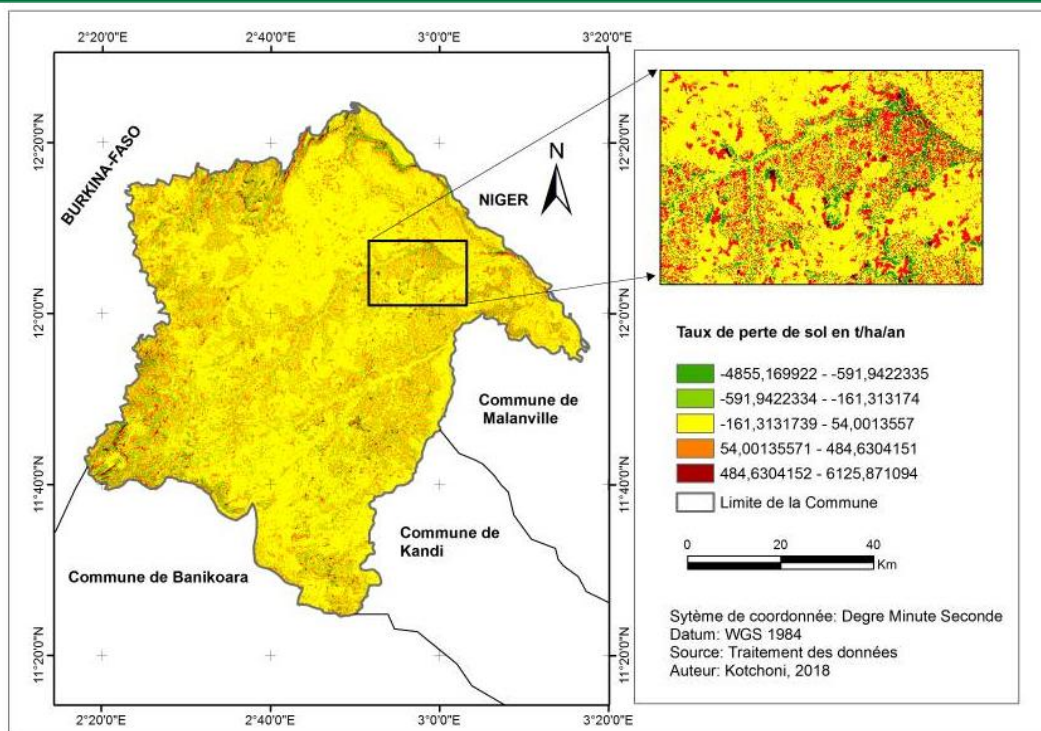 2°20'0"E
2°40'0"E
3°0'0"E
3°20'0"E
12°20'0"N
12°0'0"N
11°40'0"N
11°20'0"N
BURKINA-FASO
NIGER
N
Commune de
Malanville
Commune de
Kandi
Commune de Banikoara
12°20'0"N
12°0'0"N
11°40'0"N
11°20'0"N
2°20'0"E
2°40'0"E
3°0'0"E
3°20'0"E
Taux de perte de sol en t/ha/an
-4855,169922 - -591,9422335
-591,9422334 - -161,313174
-161,3131739 - 54,0013557
54,00135571 - 484,6304151
484,6304152 - 6125,871094
Limite de la Commune
0 20 40
Km
Sytème de coordonnée: Degre Minute Seconde
Datum: WGS 1984
Source: Traitement des données
Auteur: Kotchoni, 2018